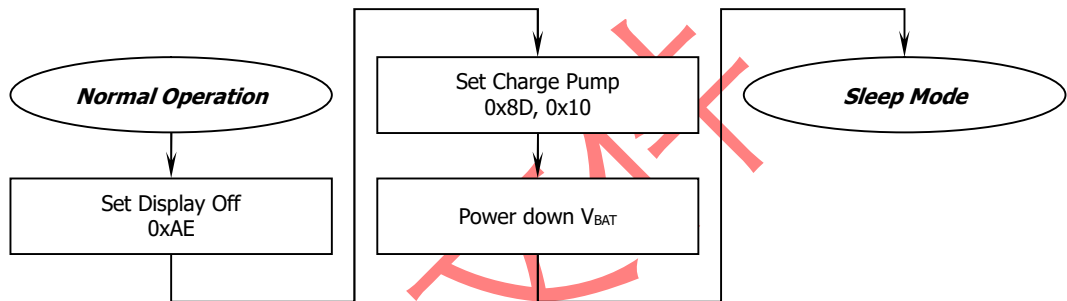 Normal Operation
Set Display Off
0xAE
Set Charge Pump
0x8D, 0x10
Power down VBAT
Sleep Mode